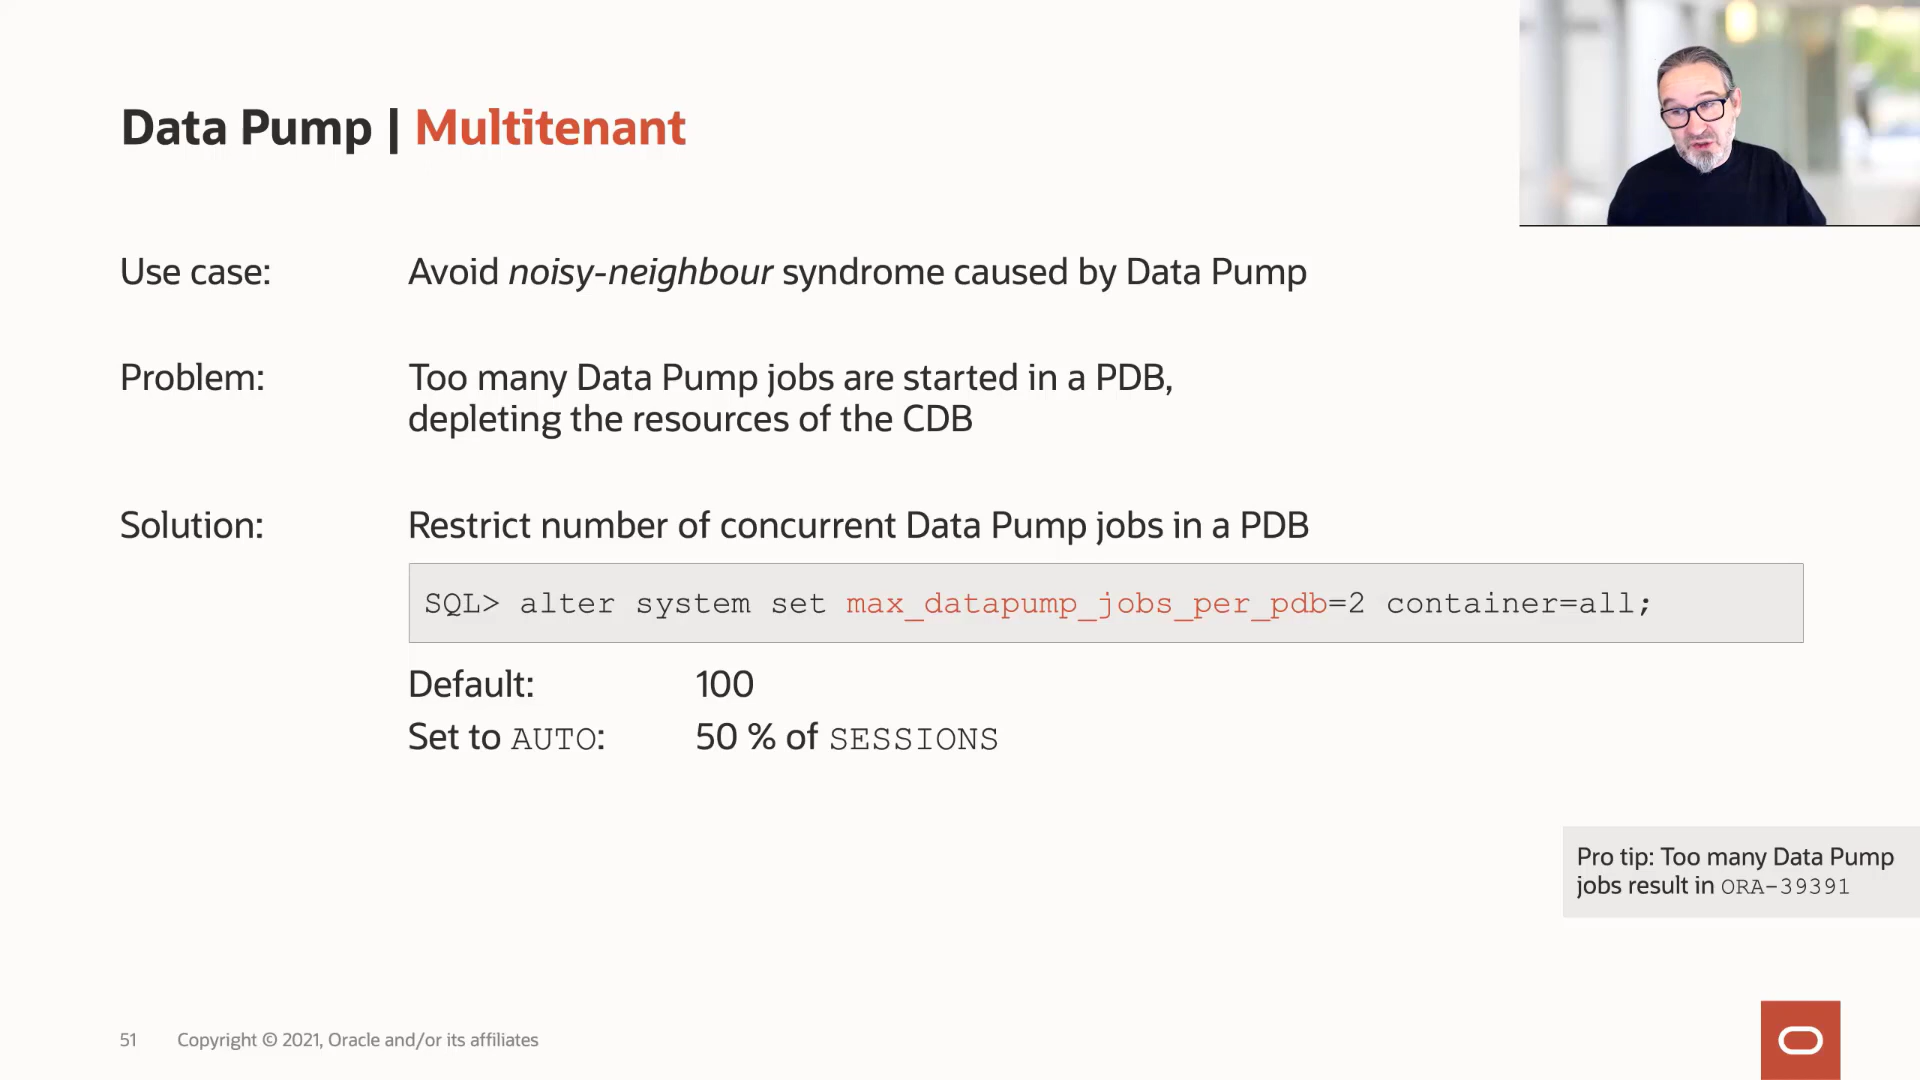 Data Pump | Multitenant
Use case: Avoid noisy-neighbour syndrome caused by Data Pump
Problem: Too many Data Pump jobs are started in a PDB,
depleting the resources of the CDB
Solution: Restrict number of concurrent Data Pump jobs in a PDB
SQL> alter system set max_datapump_jobs_per_pdb=2 container=all;
Default: 100
Set to AUTO: 50 % of SESSIONS
Pro tip: Too many Data Pump
jobs result in ORA-39391
51 Copyright © 2021, Oracle and/or its affiliates